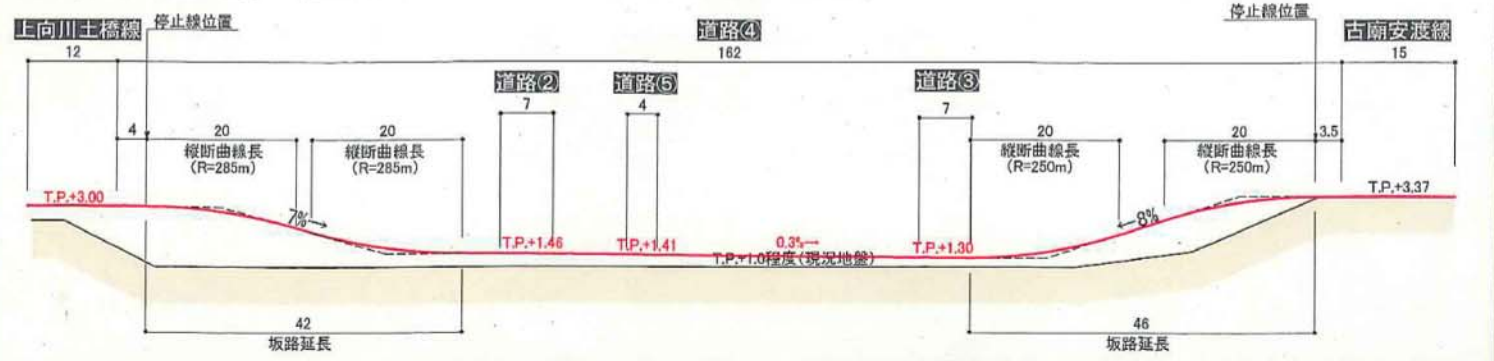 上向川土橋線
停止線位置
道路④
停止線位置
古廟安渡線
12
162
15
道路②
道路⑤
道路③
7
4
7
4
20
20
20
20
3.5
縦断曲線長
(R=285m)
縦断曲線長
(R=285m)
縦断曲線長
(R=250m)
縦断曲線長
(R=250m)
T.P.+3.00
T.P.+3.37
7%→
←8%
T.P.+1.46
T.P.+1.41
0.3%→
T.P.+1.30
T.P.+1.0程度(現況地盤)
42
46
坂路延長
坂路延長